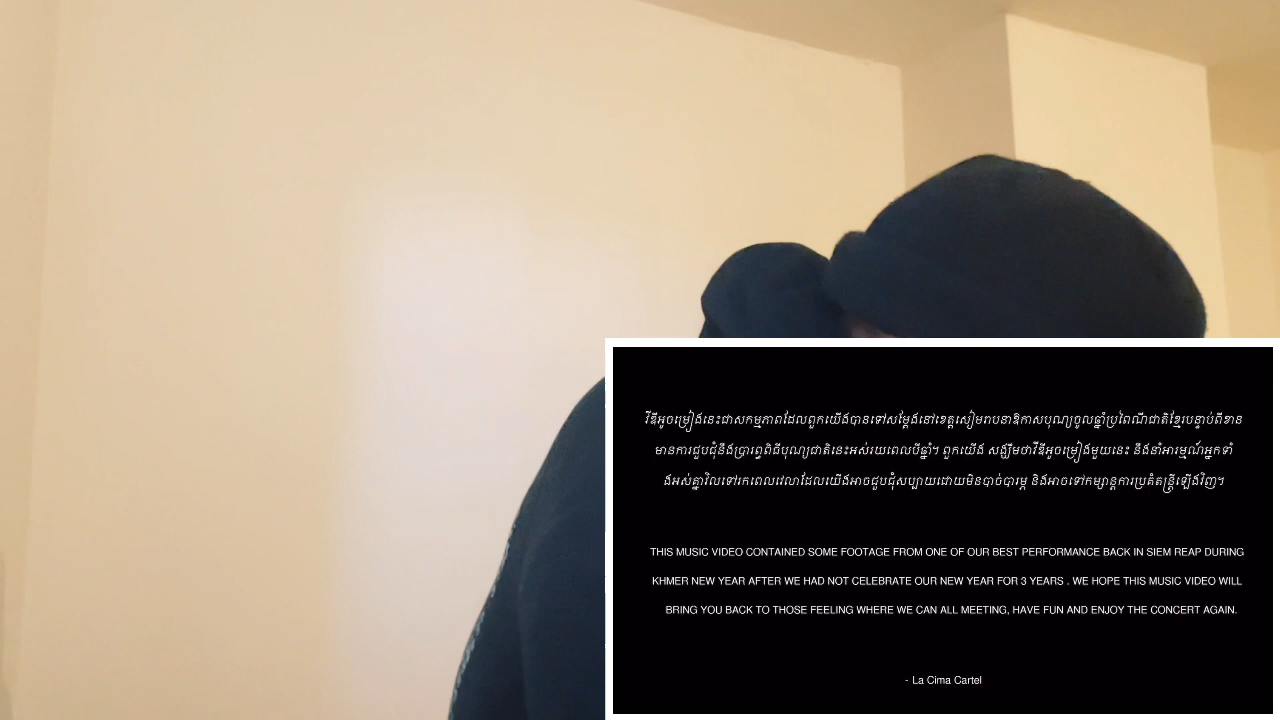 វីឌីអូចម្រៀងនេះជាសកម្មភាពដែលពួកយើងបានទៅសម្តែងនៅខេត្តសៀមរាបនាឱកាសបុណ្យចូលឆ្នាំប្រពៃណីជាតិខ្មែរបន្ទាប់ពីខាន
មានការជួបជុំនឹងប្រារព្ធពិធីបុណ្យជាតិនេះអស់រយពេលបីឆ្នាំ។ ពួកយើង សង្ឃឹមថាវីឌីអូចម្រៀងមួយនេះ នឹងនាំអារម្មណ៍អ្នកទាំ
ងអស់គ្នាវិលទៅរកពេលវេលាដែលយើងអាចជួបជុំសប្បាយដោយមិនបាច់បារម្ភ និងអាចទៅកម្សាន្តការប្រគំតន្ត្រីឡើងវិញ។
THIS MUSIC VIDEO CONTAINED SOME FOOTAGE FROM ONE OF OUR BEST PERFORMANCE BACK IN SIEM REAP DURING
KHMER NEW YEAR AFTER WE HAD NOT CELEBRATE OUR NEW YEAR FOR 3 YEARS . WE HOPE THIS MUSIC VIDEO WILL
BRING YOU BACK TO THOSE FEELING WHERE WE CAN ALL MEETING, HAVE FUN AND ENJOY THE CONCERT AGAIN.
- La Cima Cartel